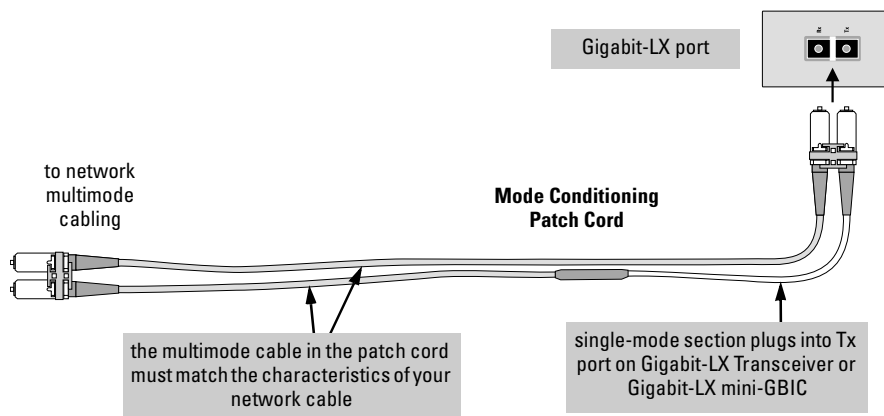 Gigabit-LX port
Rx
Tx
to network
multimode
cabling
Mode Conditioning
Patch Cord
the multimode cable in the patch cord
must match the characteristics of your
network cable
single-mode section plugs into Tx
port on Gigabit-LX Transceiver or
Gigabit-LX mini-GBIC